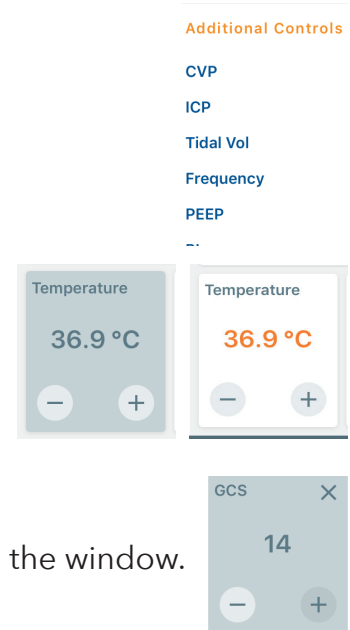 Additional Controls
CVP
ICP
Tidal Vol
Frequency
PEEP
Temperature
36.9 °C
− +
Temperature
36.9 °C
− +
GCS ×
14
the window.
− +